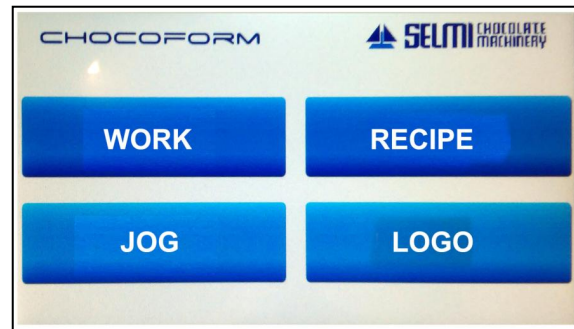 CHOCOFORM
SELMI CHOCOLATE MACHINERY
WORK
RECIPE
JOG
LOGO